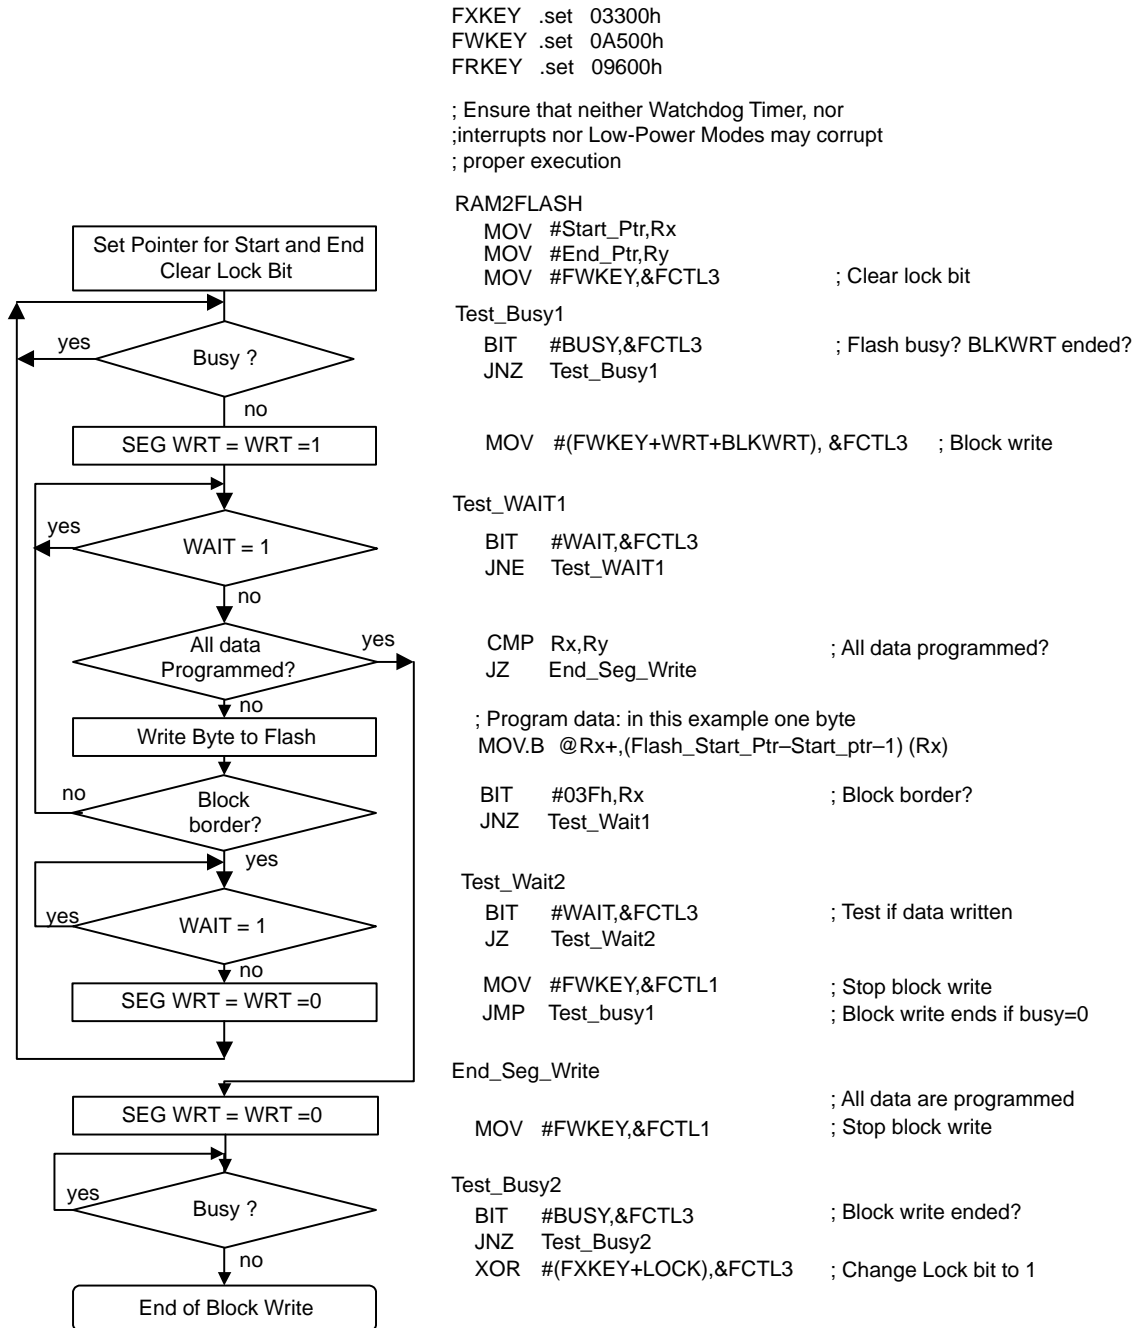 FXKEY .set 03300h
FWKEY .set 0A500h
FRKEY .set 09600h
; Ensure that neither Watchdog Timer, nor
;interrupts nor Low-Power Modes may corrupt
; proper execution
RAM2FLASH
MOV #Start_Ptr,Rx
MOV #End_Ptr,Ry
MOV #FWKEY,&FCTL3 ; Clear lock bit
Test_Busy1
BIT #BUSY,&FCTL3 ; Flash busy? BLKWRT ended?
JNZ Test_Busy1
MOV #(FWKEY+WRT+BLKWRT), &FCTL3 ; Block write
Test_WAIT1
BIT #WAIT,&FCTL3
JNE Test_WAIT1
CMP Rx,Ry ; All data programmed?
JZ End_Seg_Write
; Program data: in this example one byte
MOV.B @Rx+,(Flash_Start_Ptr–Start_ptr–1) (Rx)
BIT #03Fh,Rx ; Block border?
JNZ Test_Wait1
Test_Wait2
BIT #WAIT,&FCTL3 ; Test if data written
JZ Test_Wait2
MOV #FWKEY,&FCTL1 ; Stop block write
JMP Test_busy1 ; Block write ends if busy=0
End_Seg_Write
; All data are programmed
MOV #FWKEY,&FCTL1 ; Stop block write
Test_Busy2
BIT #BUSY,&FCTL3 ; Block write ended?
JNZ Test_Busy2
XOR #(FXKEY+LOCK),&FCTL3 ; Change Lock bit to 1
Set Pointer for Start and End
Clear Lock Bit
yes
Busy ?
no
SEG WRT = WRT =1
yes
WAIT = 1
no
All data
Programmed?
yes
no
Write Byte to Flash
no
Block
border?
yes
yes
WAIT = 1
no
SEG WRT = WRT =0
SEG WRT = WRT =0
yes
Busy ?
no
End of Block Write